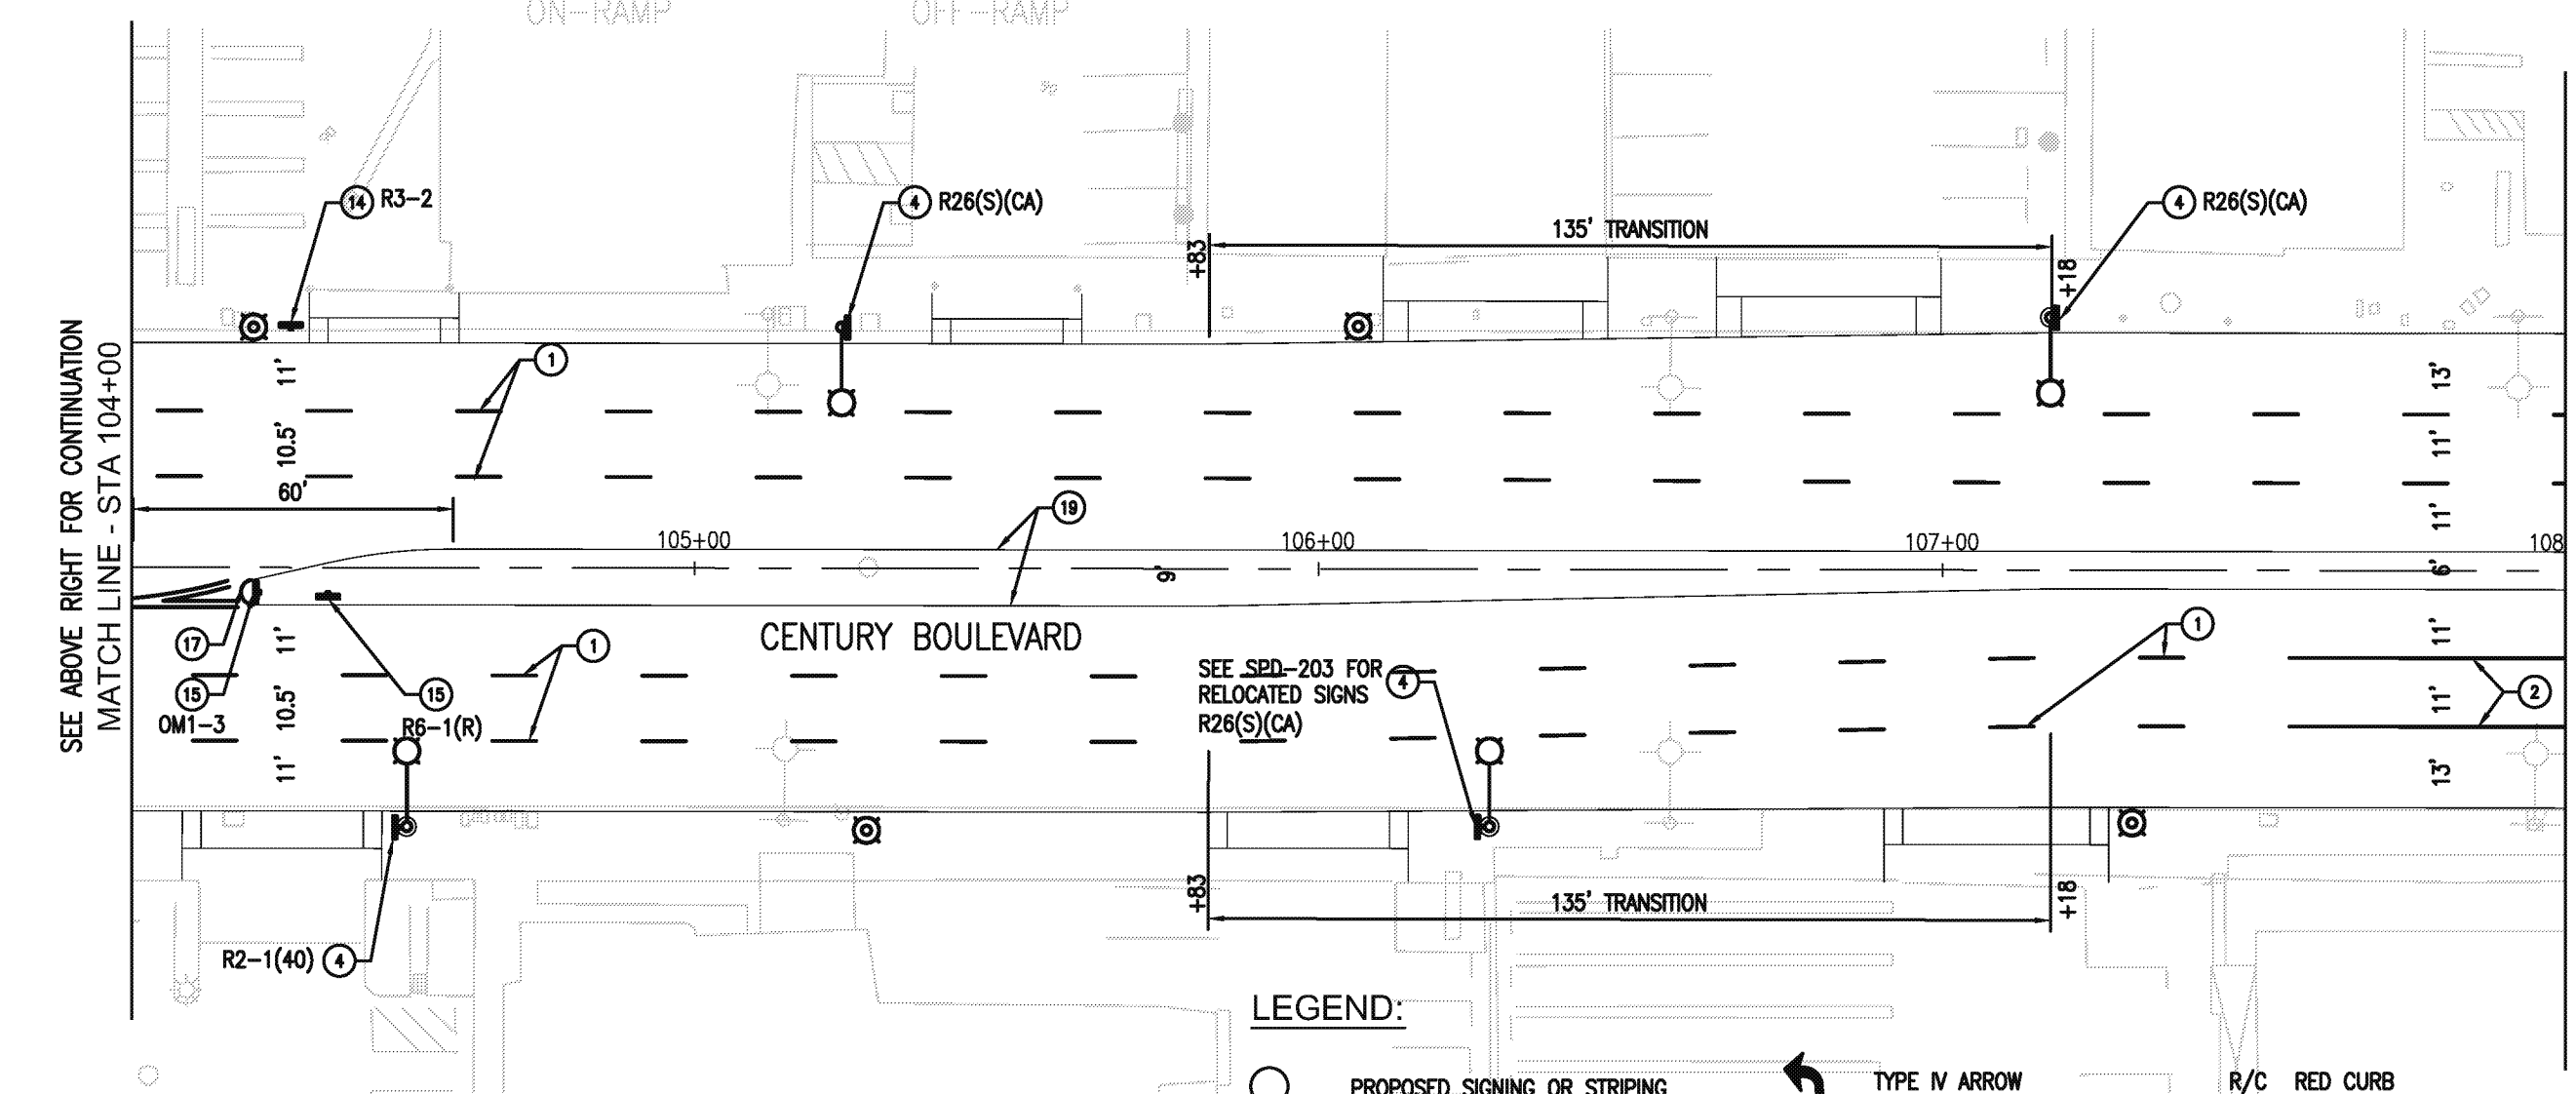 ON-RAMP
OFF-RAMP
14 R3-2
4 R26(S)(CA)
135' TRANSITION
4 R26(S)(CA)
+83
+18
SEE ABOVE RIGHT FOR CONTINUATION
MATCH LINE - STA 104+00
11'
1
13'
10.5'
11'
60'
19
11'
105+00
106+00
107+00
108
9'
6'
17
11'
CENTURY BOULEVARD
1
1
11'
15
OM1-3
10.5'
15
R6-1(R)
SEE SPD-203 FOR
RELOCATED SIGNS
R26(S)(CA)
4
11'
2
11'
13'
+83
135' TRANSITION
+18
R2-1(40) 4
LEGEND:
PROPOSED SIGNING OR STRIPING
TYPE IV ARROW
R/C RED CURB